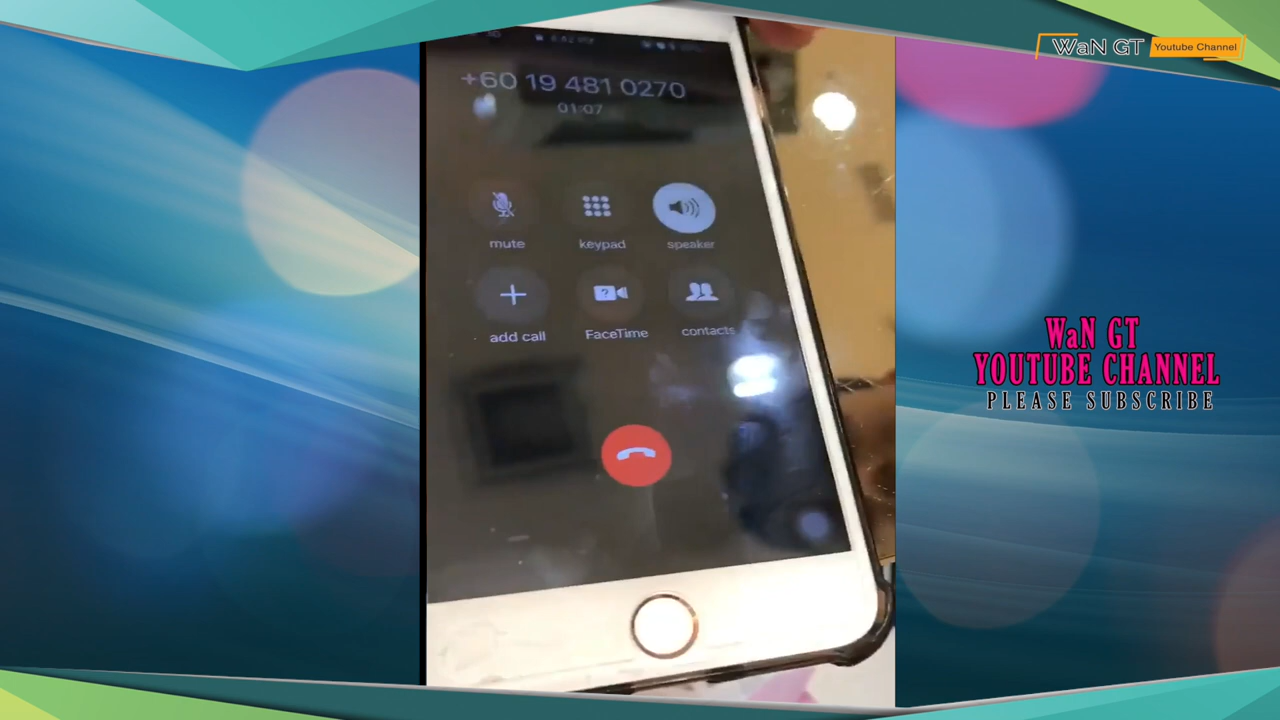 WaN GT Youtube Channel
+60 19 481 0270
01:07
mute keypad speaker
add call FaceTime contacts
WaN GT
YOUTUBE CHANNEL
PLEASE SUBSCRIBE